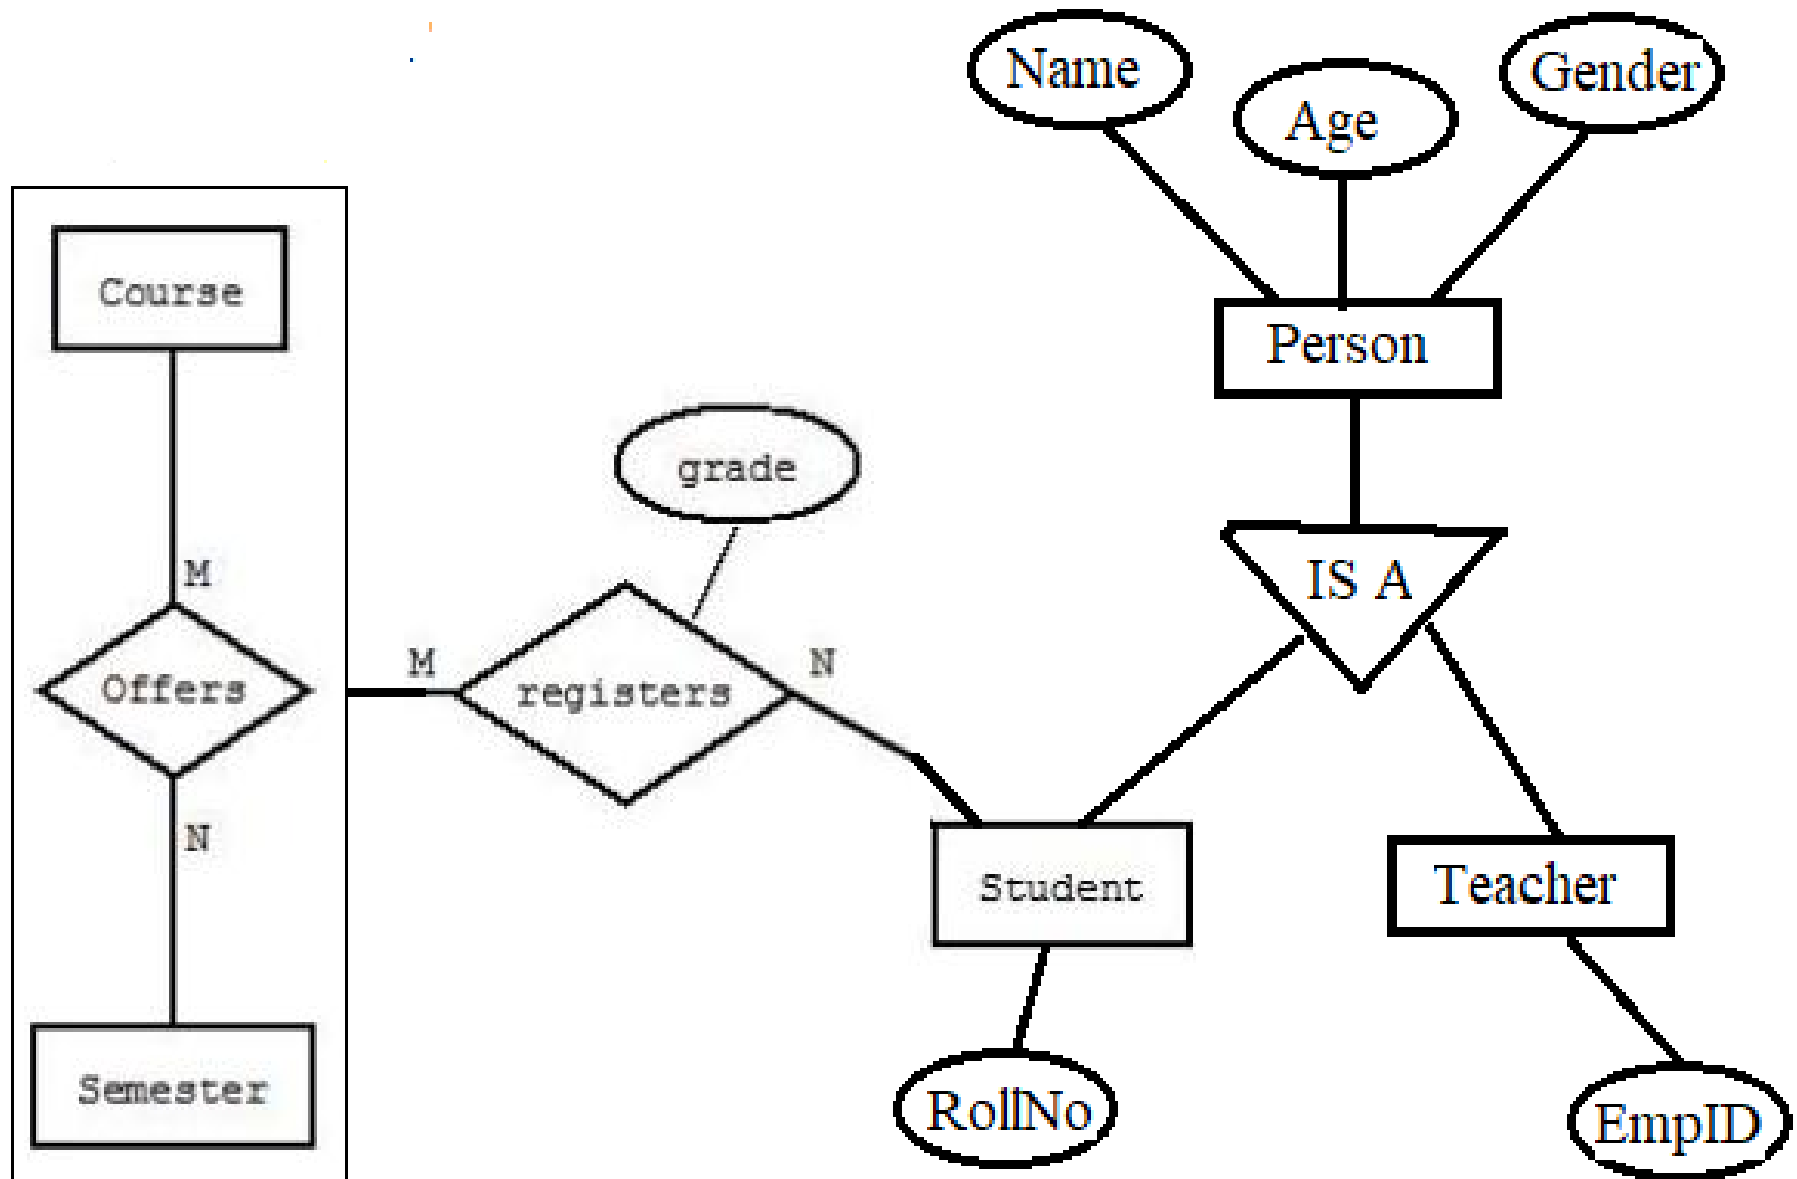 Name
Age
Gender
Course
Person
grade
M
IS A
Offers
M
registers
N
N
Student
Teacher
Semester
RollNo
EmpID